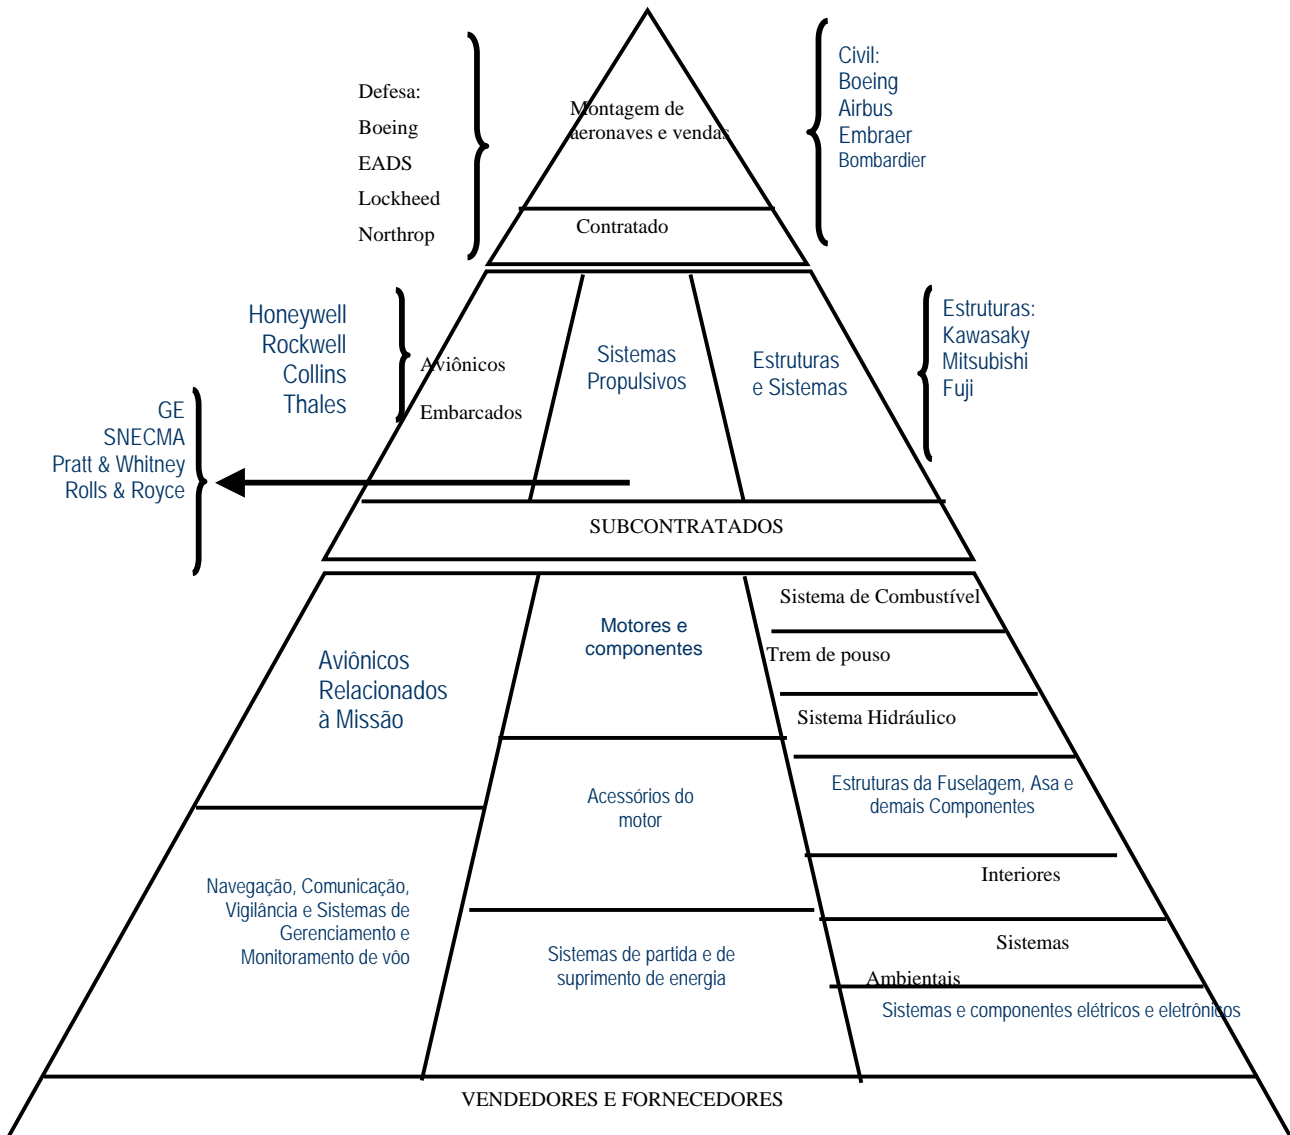 Defesa:
Boeing
EADS
Lockheed
Northrop
Montagem de
aeronaves e vendas
Contratado
Civil:
Boeing
Airbus
Embraer
Bombardier
Honeywell
Rockwell
Collins
Thales
Aviônicos
Embarcados
Sistemas
Propulsivos
Estruturas
e Sistemas
Estruturas:
Kawasaky
Mitsubishi
Fuji
GE
SNECMA
Pratt & Whitney
Rolls & Royce
SUBCONTRATADOS
Aviônicos
Relacionados
à Missão
Navegação, Comunicação,
Vigilância e Sistemas de
Gerenciamento e
Monitoramento de vôo
Motores e
componentes
Acessórios do
motor
Sistemas de partida e de
suprimento de energia
Sistema de Combustível
Trem de pouso
Sistema Hidráulico
Estruturas da Fuselagem, Asa e
demais Componentes
Interiores
Sistemas
Ambientais
Sistemas e componentes elétricos e eletrônicos
VENDEDORES E FORNECEDORES